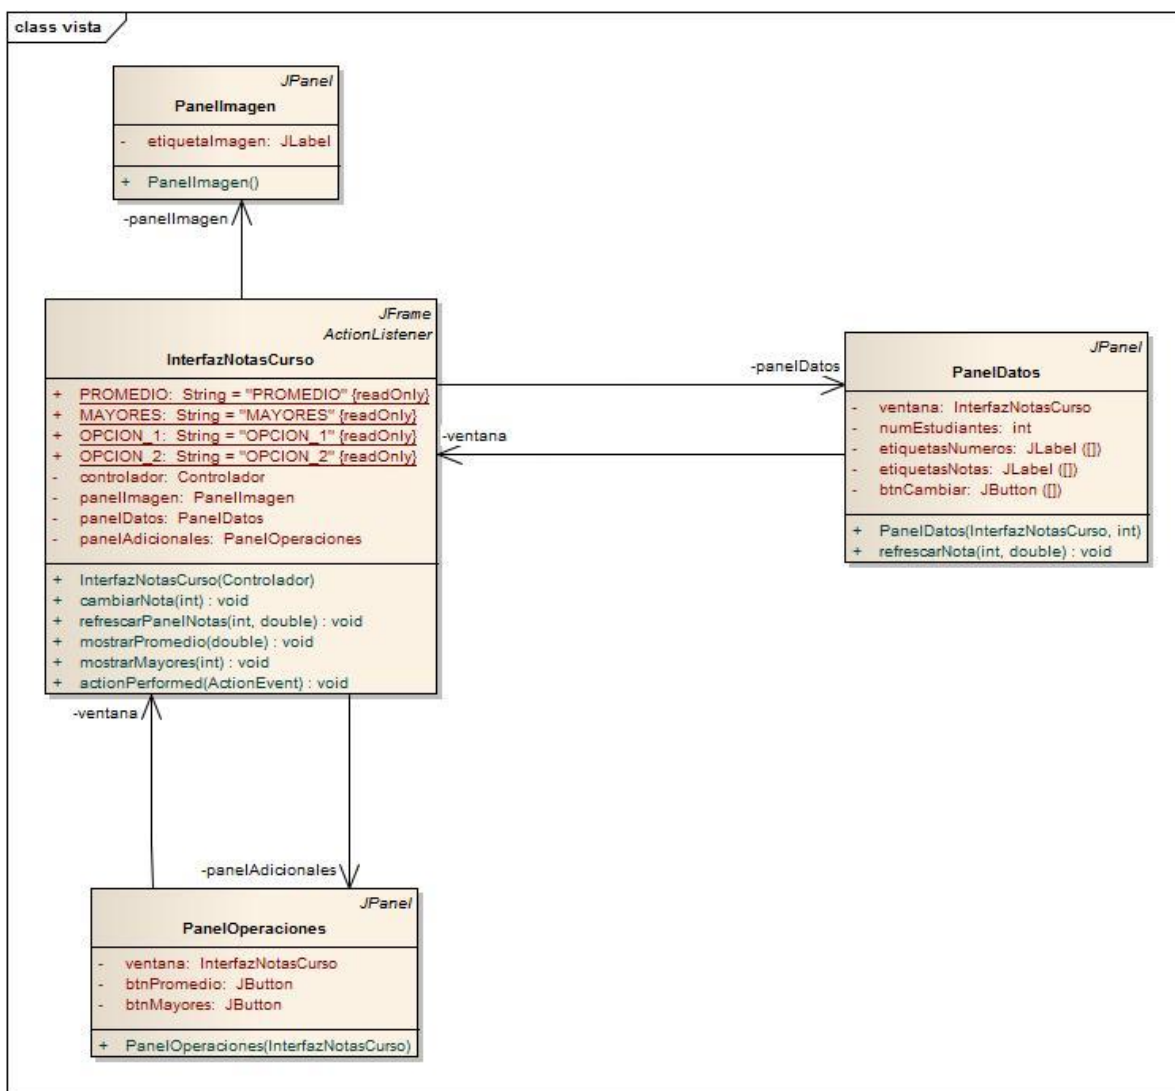 class vista
JPanel
PanelImagen
- etiquetaImagen: JLabel
+ PanelImagen()
-panelImagen
JFrame
ActionListener
InterfazNotasCurso
+ PROMEDIO: String = "PROMEDIO" {readOnly}
+ MAYORES: String = "MAYORES" {readOnly}
+ OPCION_1: String = "OPCION_1" {readOnly}
+ OPCION_2: String = "OPCION_2" {readOnly}
- controlador: Controlador
- panelImagen: PanelImagen
- panelDatos: PanelDatos
- panelAdicionales: PanelOperaciones
+ InterfazNotasCurso(Controlador)
+ cambiarNota(int) : void
+ refrescarPanelNotas(int, double) : void
+ mostrarPromedio(double) : void
+ mostrarMayores(int) : void
+ actionPerformed(ActionEvent) : void
-panelDatos
-ventana
JPanel
PanelDatos
- ventana: InterfazNotasCurso
- numEstudiantes: int
- etiquetasNumeros: JLabel ([])
- etiquetasNotas: JLabel ([])
- btnCambiar: JButton ([])
+ PanelDatos(InterfazNotasCurso, int)
+ refrescarNota(int, double) : void
-ventana
-panelAdicionales
JPanel
PanelOperaciones
- ventana: InterfazNotasCurso
- btnPromedio: JButton
- btnMayores: JButton
+ PanelOperaciones(InterfazNotasCurso)